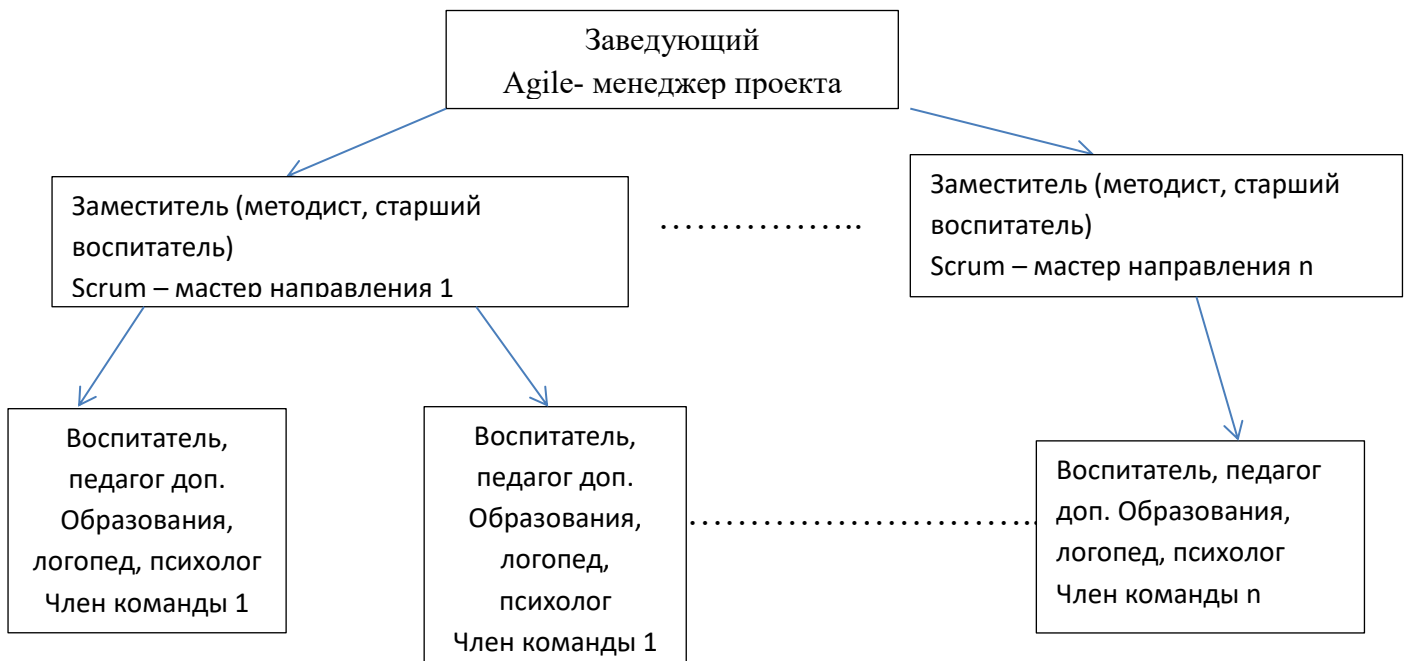 Заведующий
Agile- менеджер проекта
Заместитель (методист, старший
воспитатель)
Scrum – мастер направления 1
………………..
Заместитель (методист, старший
воспитатель)
Scrum – мастер направления n
Воспитатель,
педагог доп.
Образования,
логопед, психолог
Член команды 1
Воспитатель,
педагог доп.
Образования,
логопед,
психолог
Член команды 1
……………………………..
Воспитатель, педагог
доп. Образования,
логопед, психолог
Член команды n